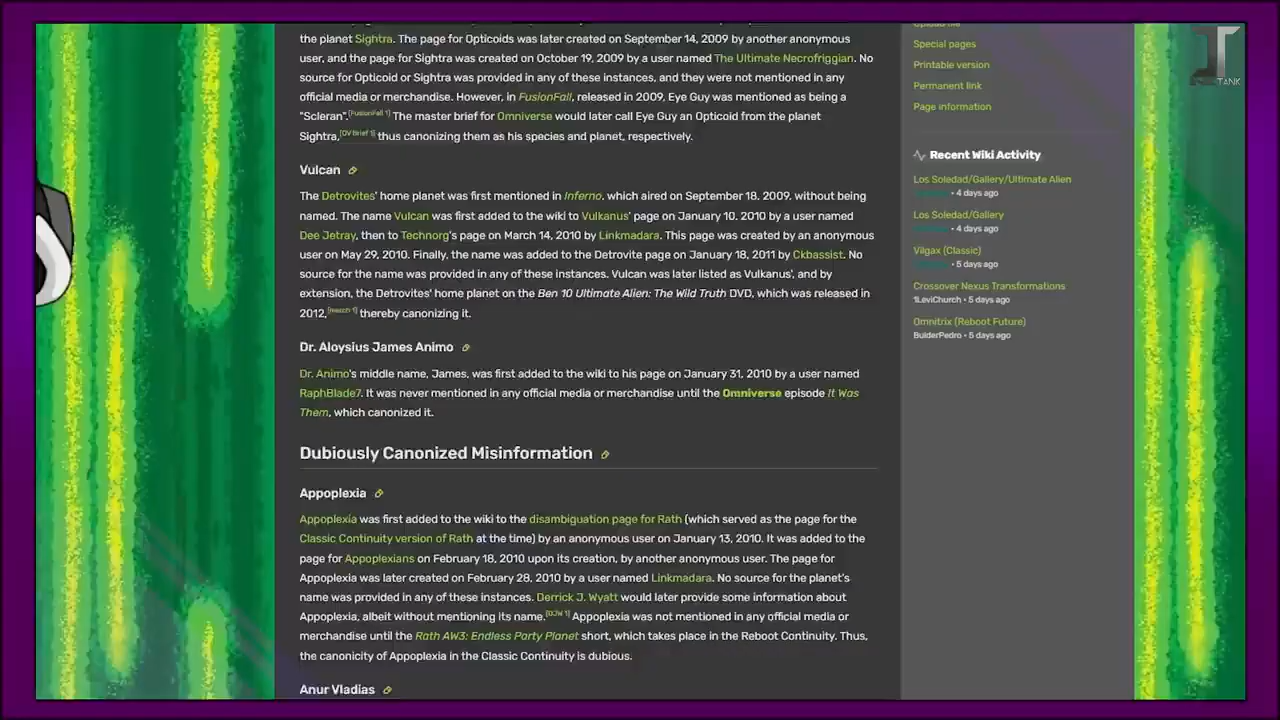 the planet Sightra. The page for Opticoids was later created on September 14, 2009 by another anonymous
user, and the page for Sightra was created on October 19, 2009 by a user named The Ultimate Necrofriggian. No
source for Opticoid or Sightra was provided in any of these instances, and they were not mentioned in any
official media or merchandise. However, in FusionFall, released in 2009, Eye Guy was mentioned as being a
"Scleran".[FusionFall 1] The master brief for Omniverse would later call Eye Guy an Opticoid from the planet
Sightra,[OV Brief 1] thus canonizing them as his species and planet, respectively.
Vulcan
The Detrovites' home planet was first mentioned in Inferno, which aired on September 18, 2009, without being
named. The name Vulcan was first added to the wiki to Vulkanus' page on January 10, 2010 by a user named
Dee Jetray, then to Technorg's page on March 14, 2010 by Linkmadara. This page was created by an anonymous
user on May 29, 2010. Finally, the name was added to the Detrovite page on January 18, 2011 by Ckbassist. No
source for the name was provided in any of these instances. Vulcan was later listed as Vulkanus', and by
extension, the Detrovites' home planet on the Ben 10 Ultimate Alien: The Wild Truth DVD, which was released in
2012, thereby canonizing it.
Dr. Aloysius James Animo
Dr. Animo's middle name, James, was first added to the wiki to his page on January 31, 2010 by a user named
RaphBlade7. It was never mentioned in any official media or merchandise until the Omniverse episode It Was
Them, which canonized it.
Dubiously Canonized Misinformation
Appoplexia
Appoplexia was first added to the wiki to the disambiguation page for Rath (which served as the page for the
Classic Continuity version of Rath at the time) by an anonymous user on January 13, 2010. It was added to the
page for Appoplexians on February 18, 2010 upon its creation, by another anonymous user. The page for
Appoplexia was later created on February 28, 2010 by a user named Linkmadara. No source for the planet's
name was provided in any of these instances. Derrick J. Wyatt would later provide some information about
Appoplexia, albeit without mentioning its name.[DJW 1] Appoplexia was not mentioned in any official media or
merchandise until the Rath AW3: Endless Party Planet short, which takes place in the Reboot Continuity. Thus,
the canonicity of Appoplexia in the Classic Continuity is dubious.
Anur Vladias
Special pages
Printable version
Permanent link
Page information
Recent Wiki Activity
Los Soledad/Gallery/Ultimate Alien
• 4 days ago
Los Soledad/Gallery
• 4 days ago
Vilgax (Classic)
• 5 days ago
Crossover Nexus Transformations
1LeviChurch • 5 days ago
Omnitrix (Reboot Future)
BuiderPedro • 5 days ago
TANK